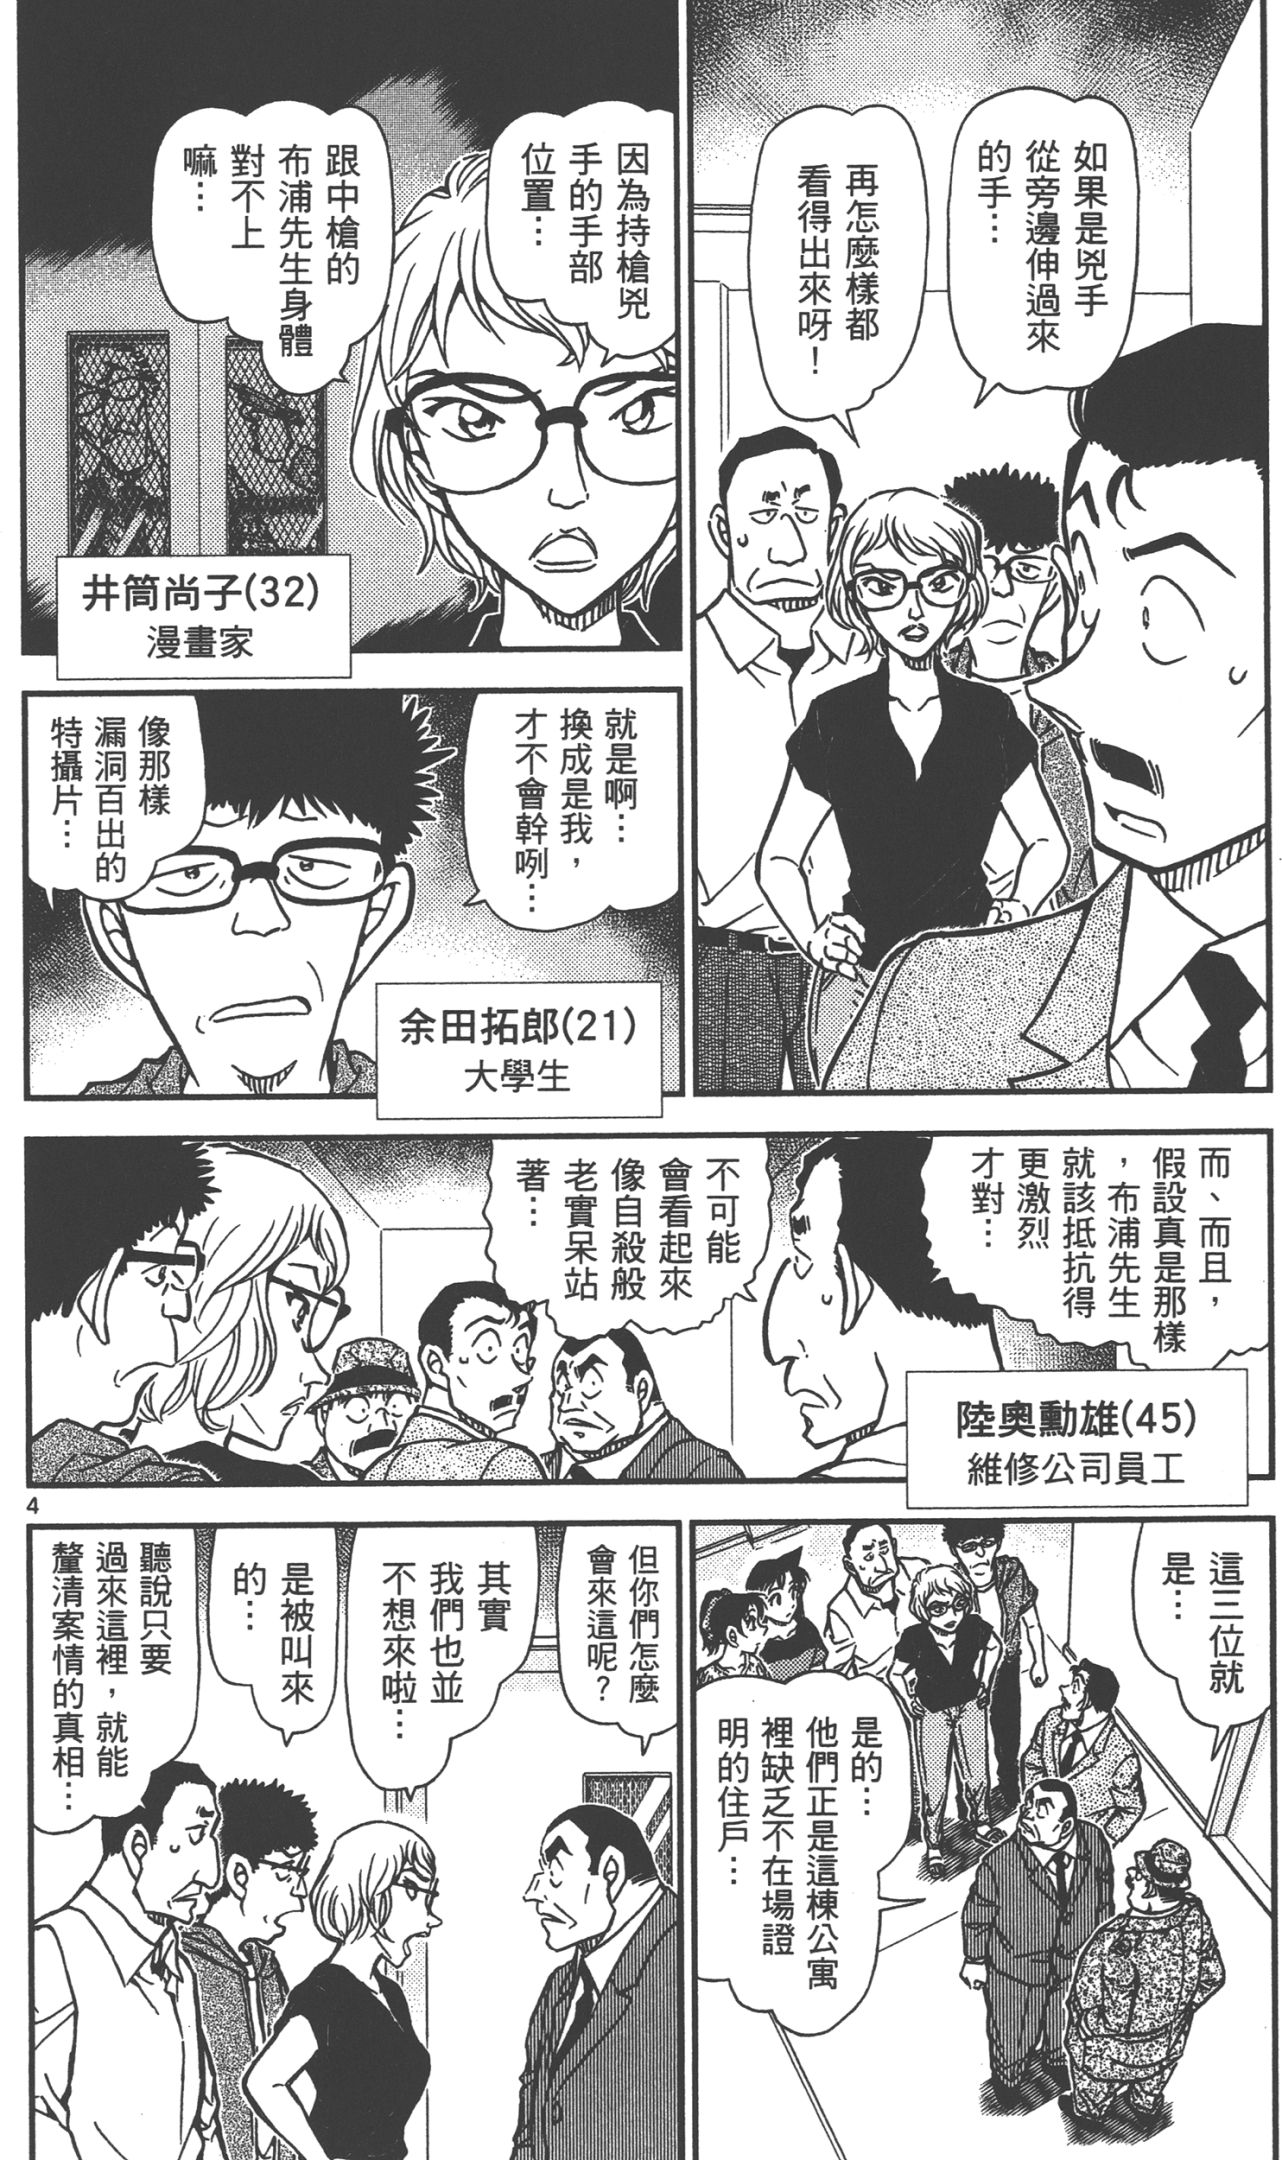 如果是兇手
從旁邊伸過來
的手…
再怎麼樣都
看得出來呀！
因為持槍兇
手的手部
位置…
跟中槍的
布浦先生身體
對不上
嘛…
井筒尚子(32)
漫畫家
就是啊…
換成是我，
才不會幹咧…
像那樣
漏洞百出的
特攝片…
余田拓郎(21)
大學生
而、而且，
假設真是那樣
，布浦先生
就該抵抗得
更激烈
才對…
不可能
會看起來
像自殺般
老實呆站
著…
陸奧勳雄(45)
維修公司員工
4
這三位就
是…
是的…
他們正是這棟公寓
裡缺乏不在場證
明的住戶…
但你們怎麼
會來這呢？
其實
我們也並
不想來啦…
是被叫來
的…
聽說只要
過來這裡，就能
釐清案情的真相…